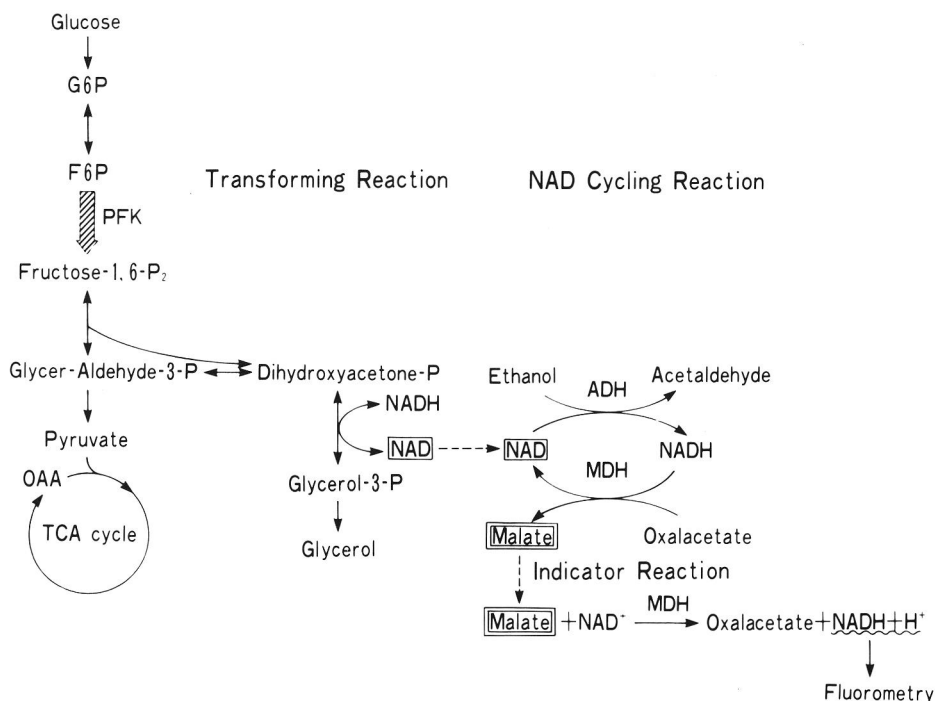 Glucose
G6P
F6P
Transforming Reaction
NAD Cycling Reaction
PFK
Fructose-1,6-P₂
Glycer-Aldehyde-3-P
Dihydroxyacetone-P
Ethanol
ADH
Acetaldehyde
NADH
Pyruvate
NAD
NAD
NADH
OAA
MDH
Glycerol-3-P
TCA cycle
Malate
Oxalacetate
Glycerol
Indicator Reaction
Malate +NAD⁺
MDH
Oxalacetate+NADH+H⁺
Fluorometry